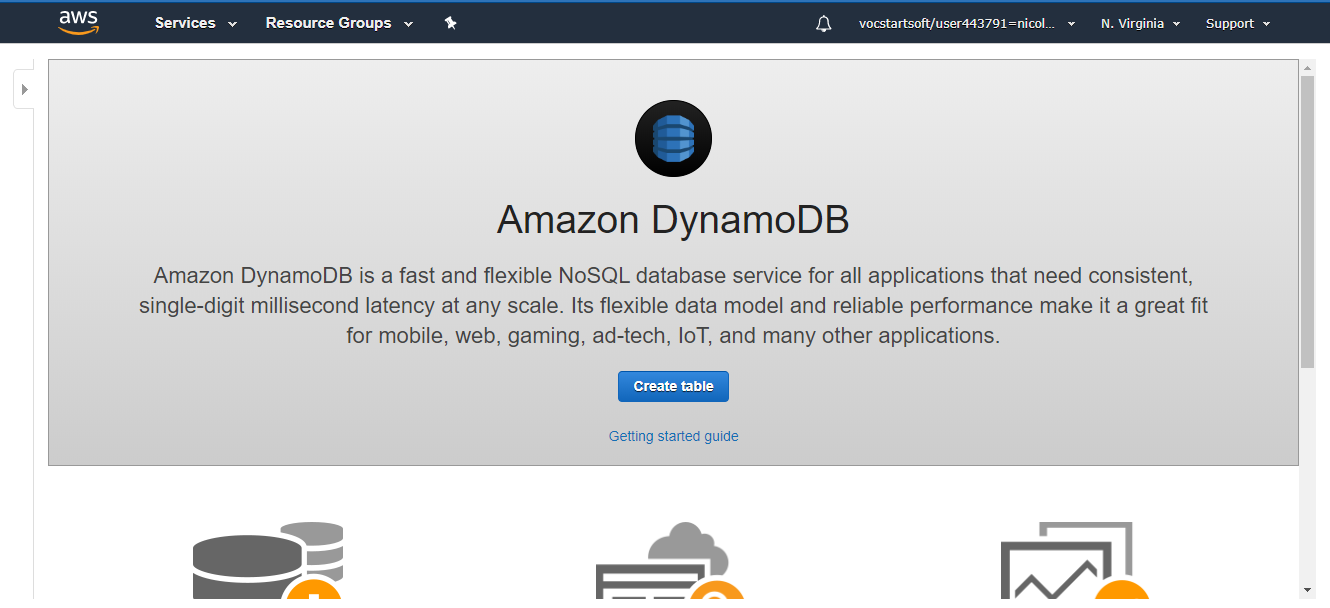 aws Services Resource Groups vocstartsoft/user443791=nicol... N. Virginia Support
Amazon DynamoDB
Amazon DynamoDB is a fast and flexible NoSQL database service for all applications that need consistent,
single-digit millisecond latency at any scale. Its flexible data model and reliable performance make it a great fit
for mobile, web, gaming, ad-tech, IoT, and many other applications.
Create table
Getting started guide